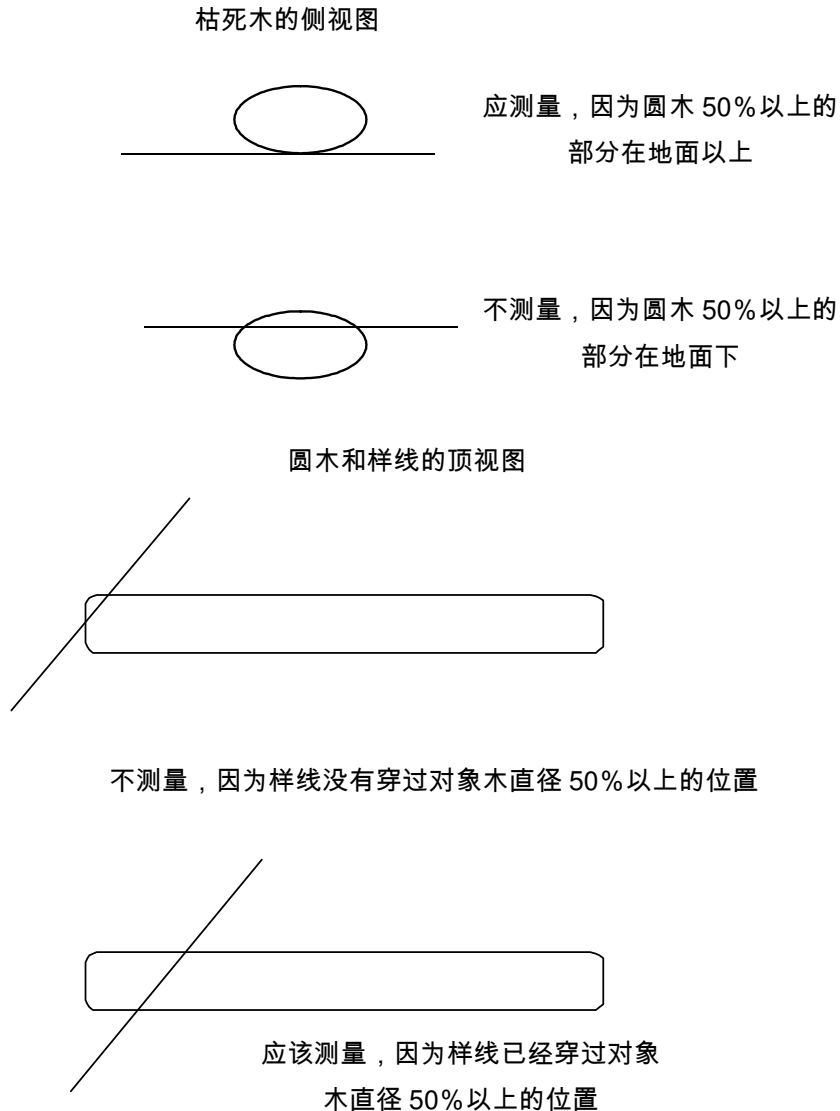 枯死木的侧视图
应测量，因为圆木 50％以上的
部分在地面以上
不测量，因为圆木 50％以上的
部分在地面下
圆木和样线的顶视图
不测量，因为样线没有穿过对象木直径 50％以上的位置
应该测量，因为样线已经穿过对象
木直径 50％以上的位置